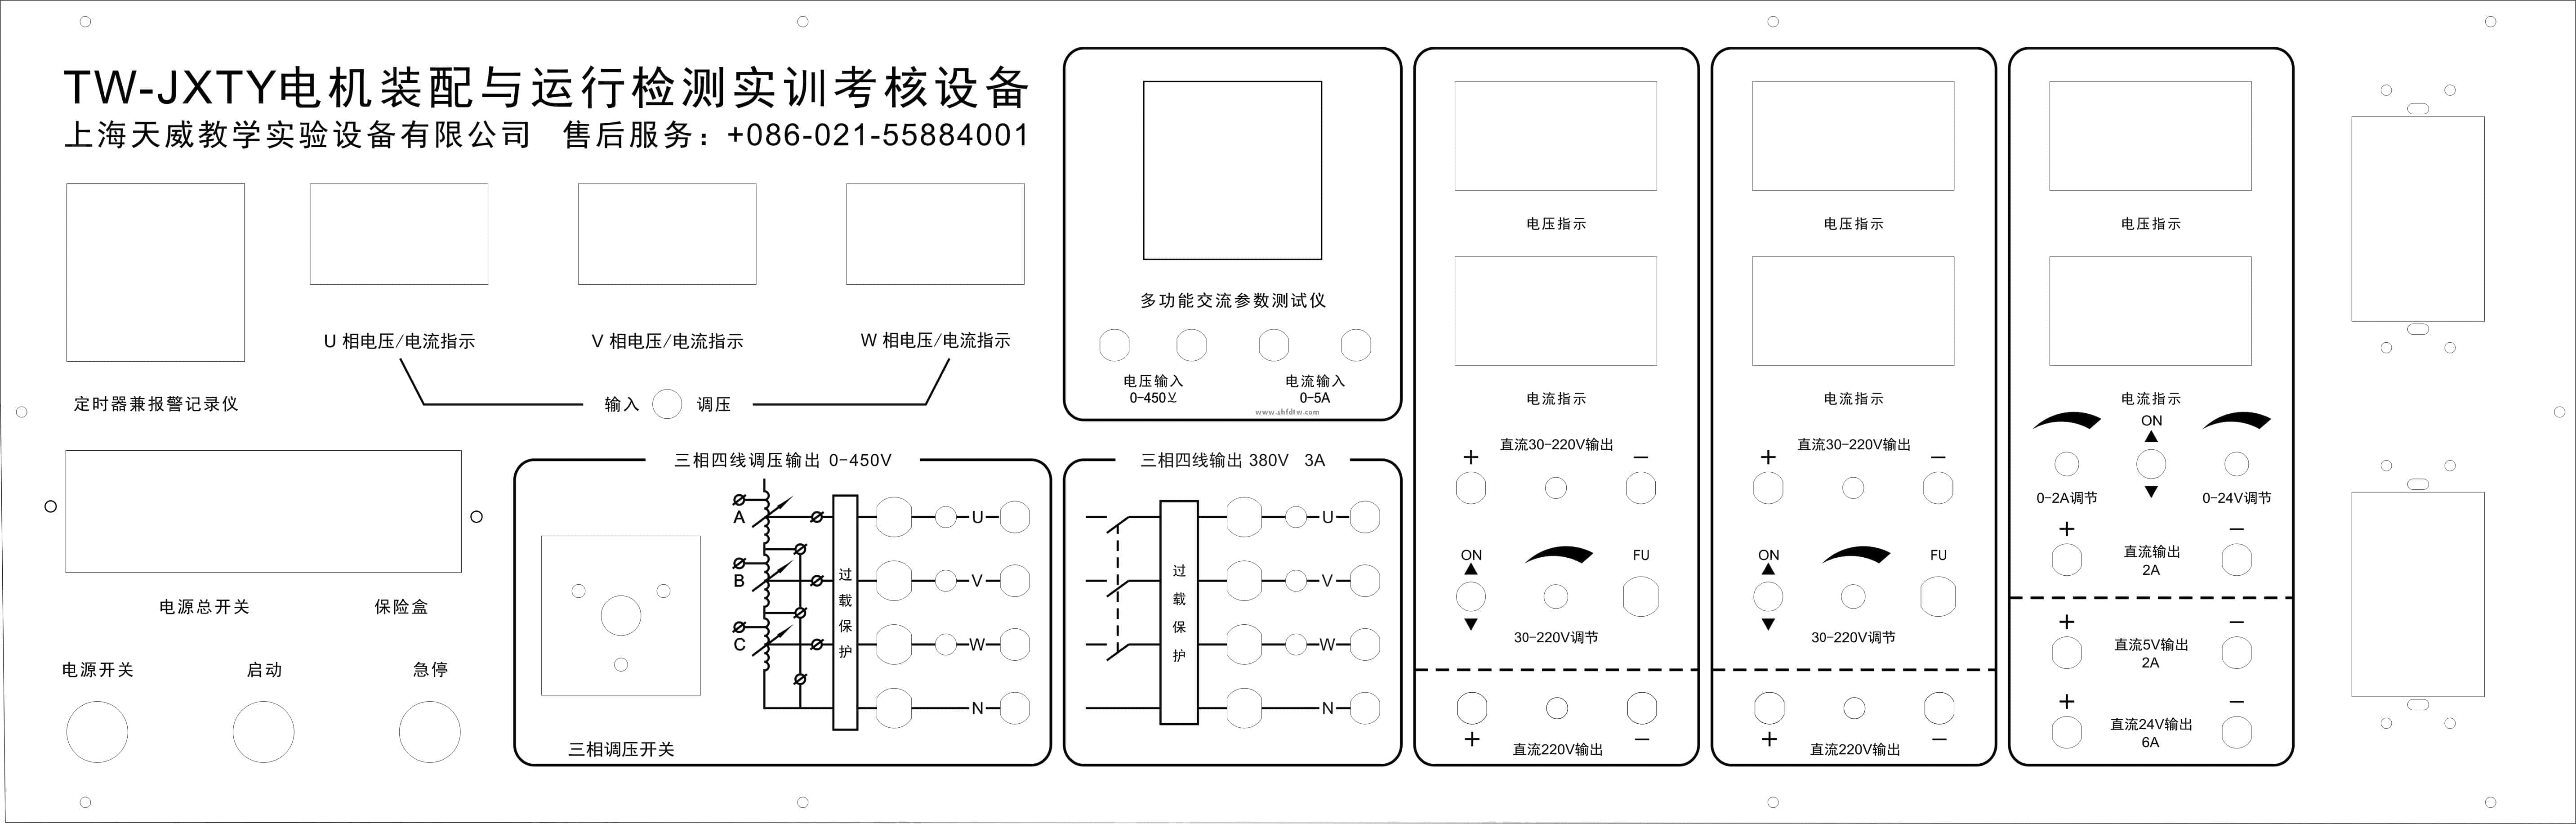 TW-JXTY电机装配与运行检测实训考核设备
上海天威教学实验设备有限公司 售后服务：+086-021-55884001
U 相电压/电流指示
V 相电压/电流指示
W 相电压/电流指示
定时器兼报警记录仪
输入
调压
电源总开关
保险盒
电源开关
启动
急停
三相四线调压输出 0-450V
A
B
C
过载保护
U
V
W
N
三相调压开关
多功能交流参数测试仪
电压输入
0-450V
电流输入
0-5A
www.shfdtw.com
三相四线输出 380V 3A
过载保护
U
V
W
N
电压指示
电流指示
直流30-220V输出
+
−
ON
FU
30-220V调节
+
−
直流220V输出
电压指示
电流指示
直流30-220V输出
+
−
ON
FU
30-220V调节
+
−
直流220V输出
电压指示
电流指示
ON
0-2A调节
0-24V调节
+
−
直流输出
2A
+
−
直流5V输出
2A
+
−
直流24V输出
6A